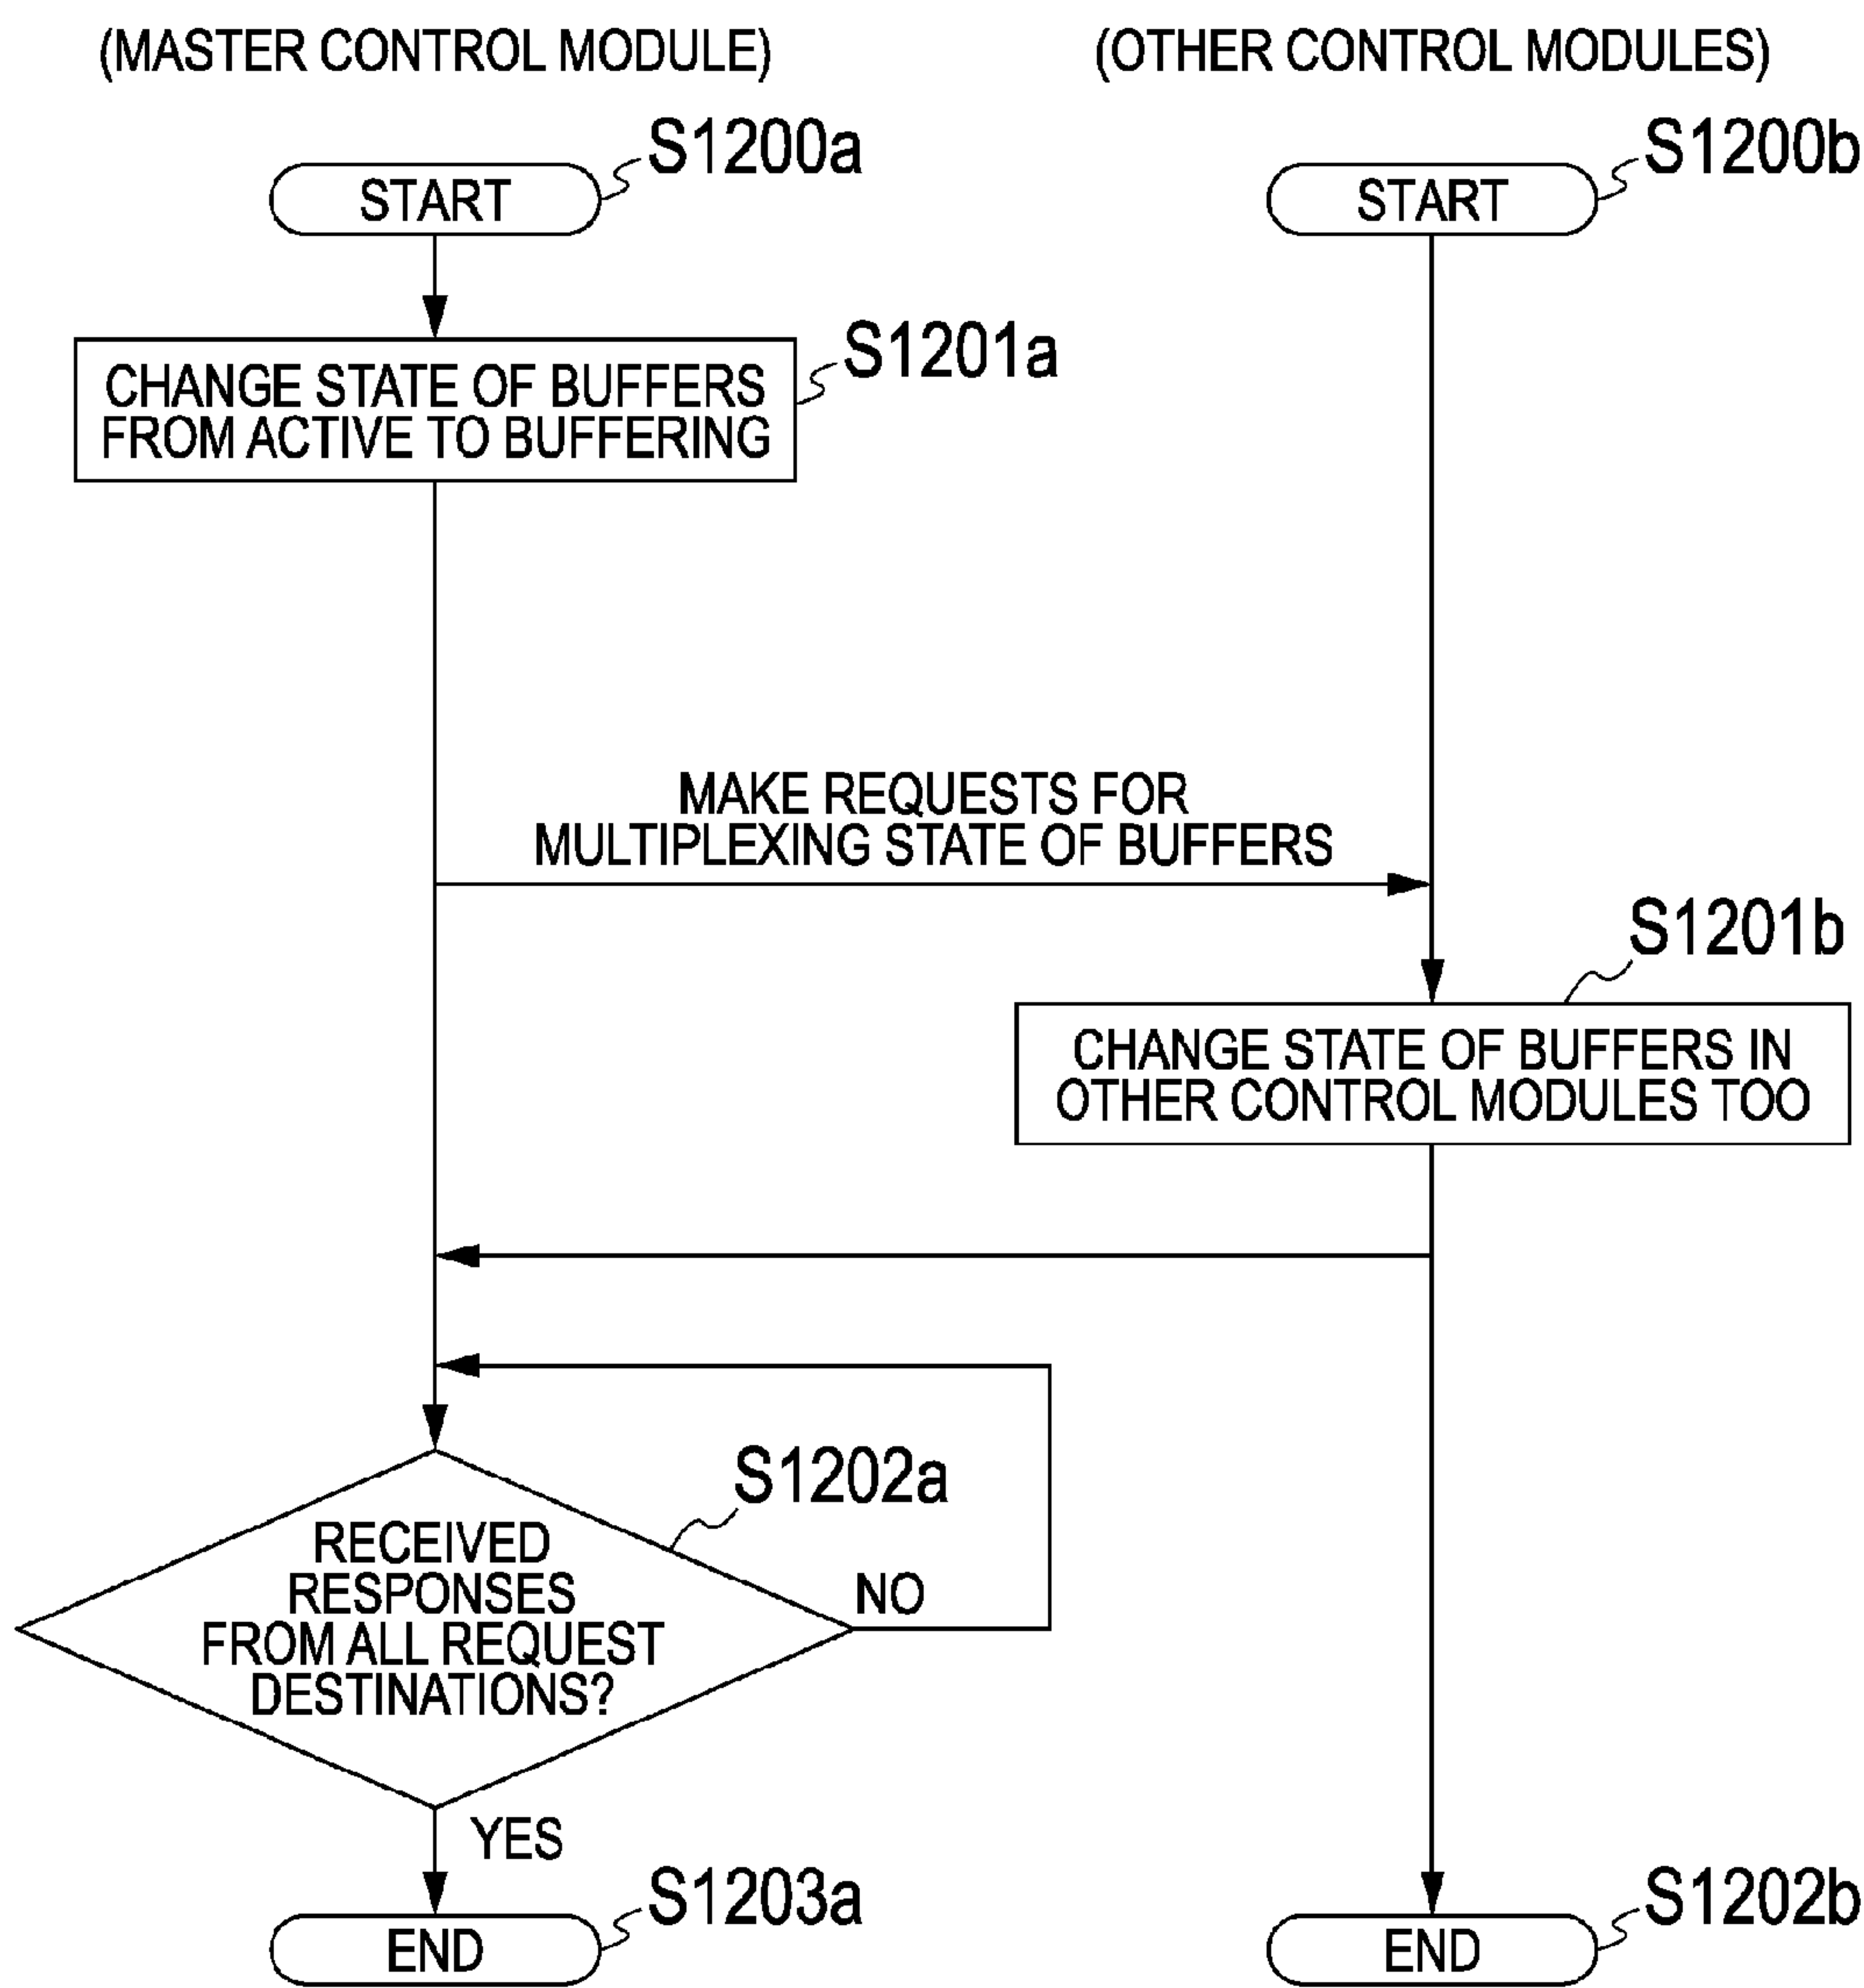 (MASTER CONTROL MODULE)
(OTHER CONTROL MODULES)
S1200a
START
S1200b
START
S1201a
CHANGE STATE OF BUFFERS
FROM ACTIVE TO BUFFERING
MAKE REQUESTS FOR
MULTIPLEXING STATE OF BUFFERS
S1201b
CHANGE STATE OF BUFFERS IN
OTHER CONTROL MODULES TOO
S1202a
RECEIVED
RESPONSES
FROM ALL REQUEST
DESTINATIONS?
NO
YES
S1203a
END
S1202b
END